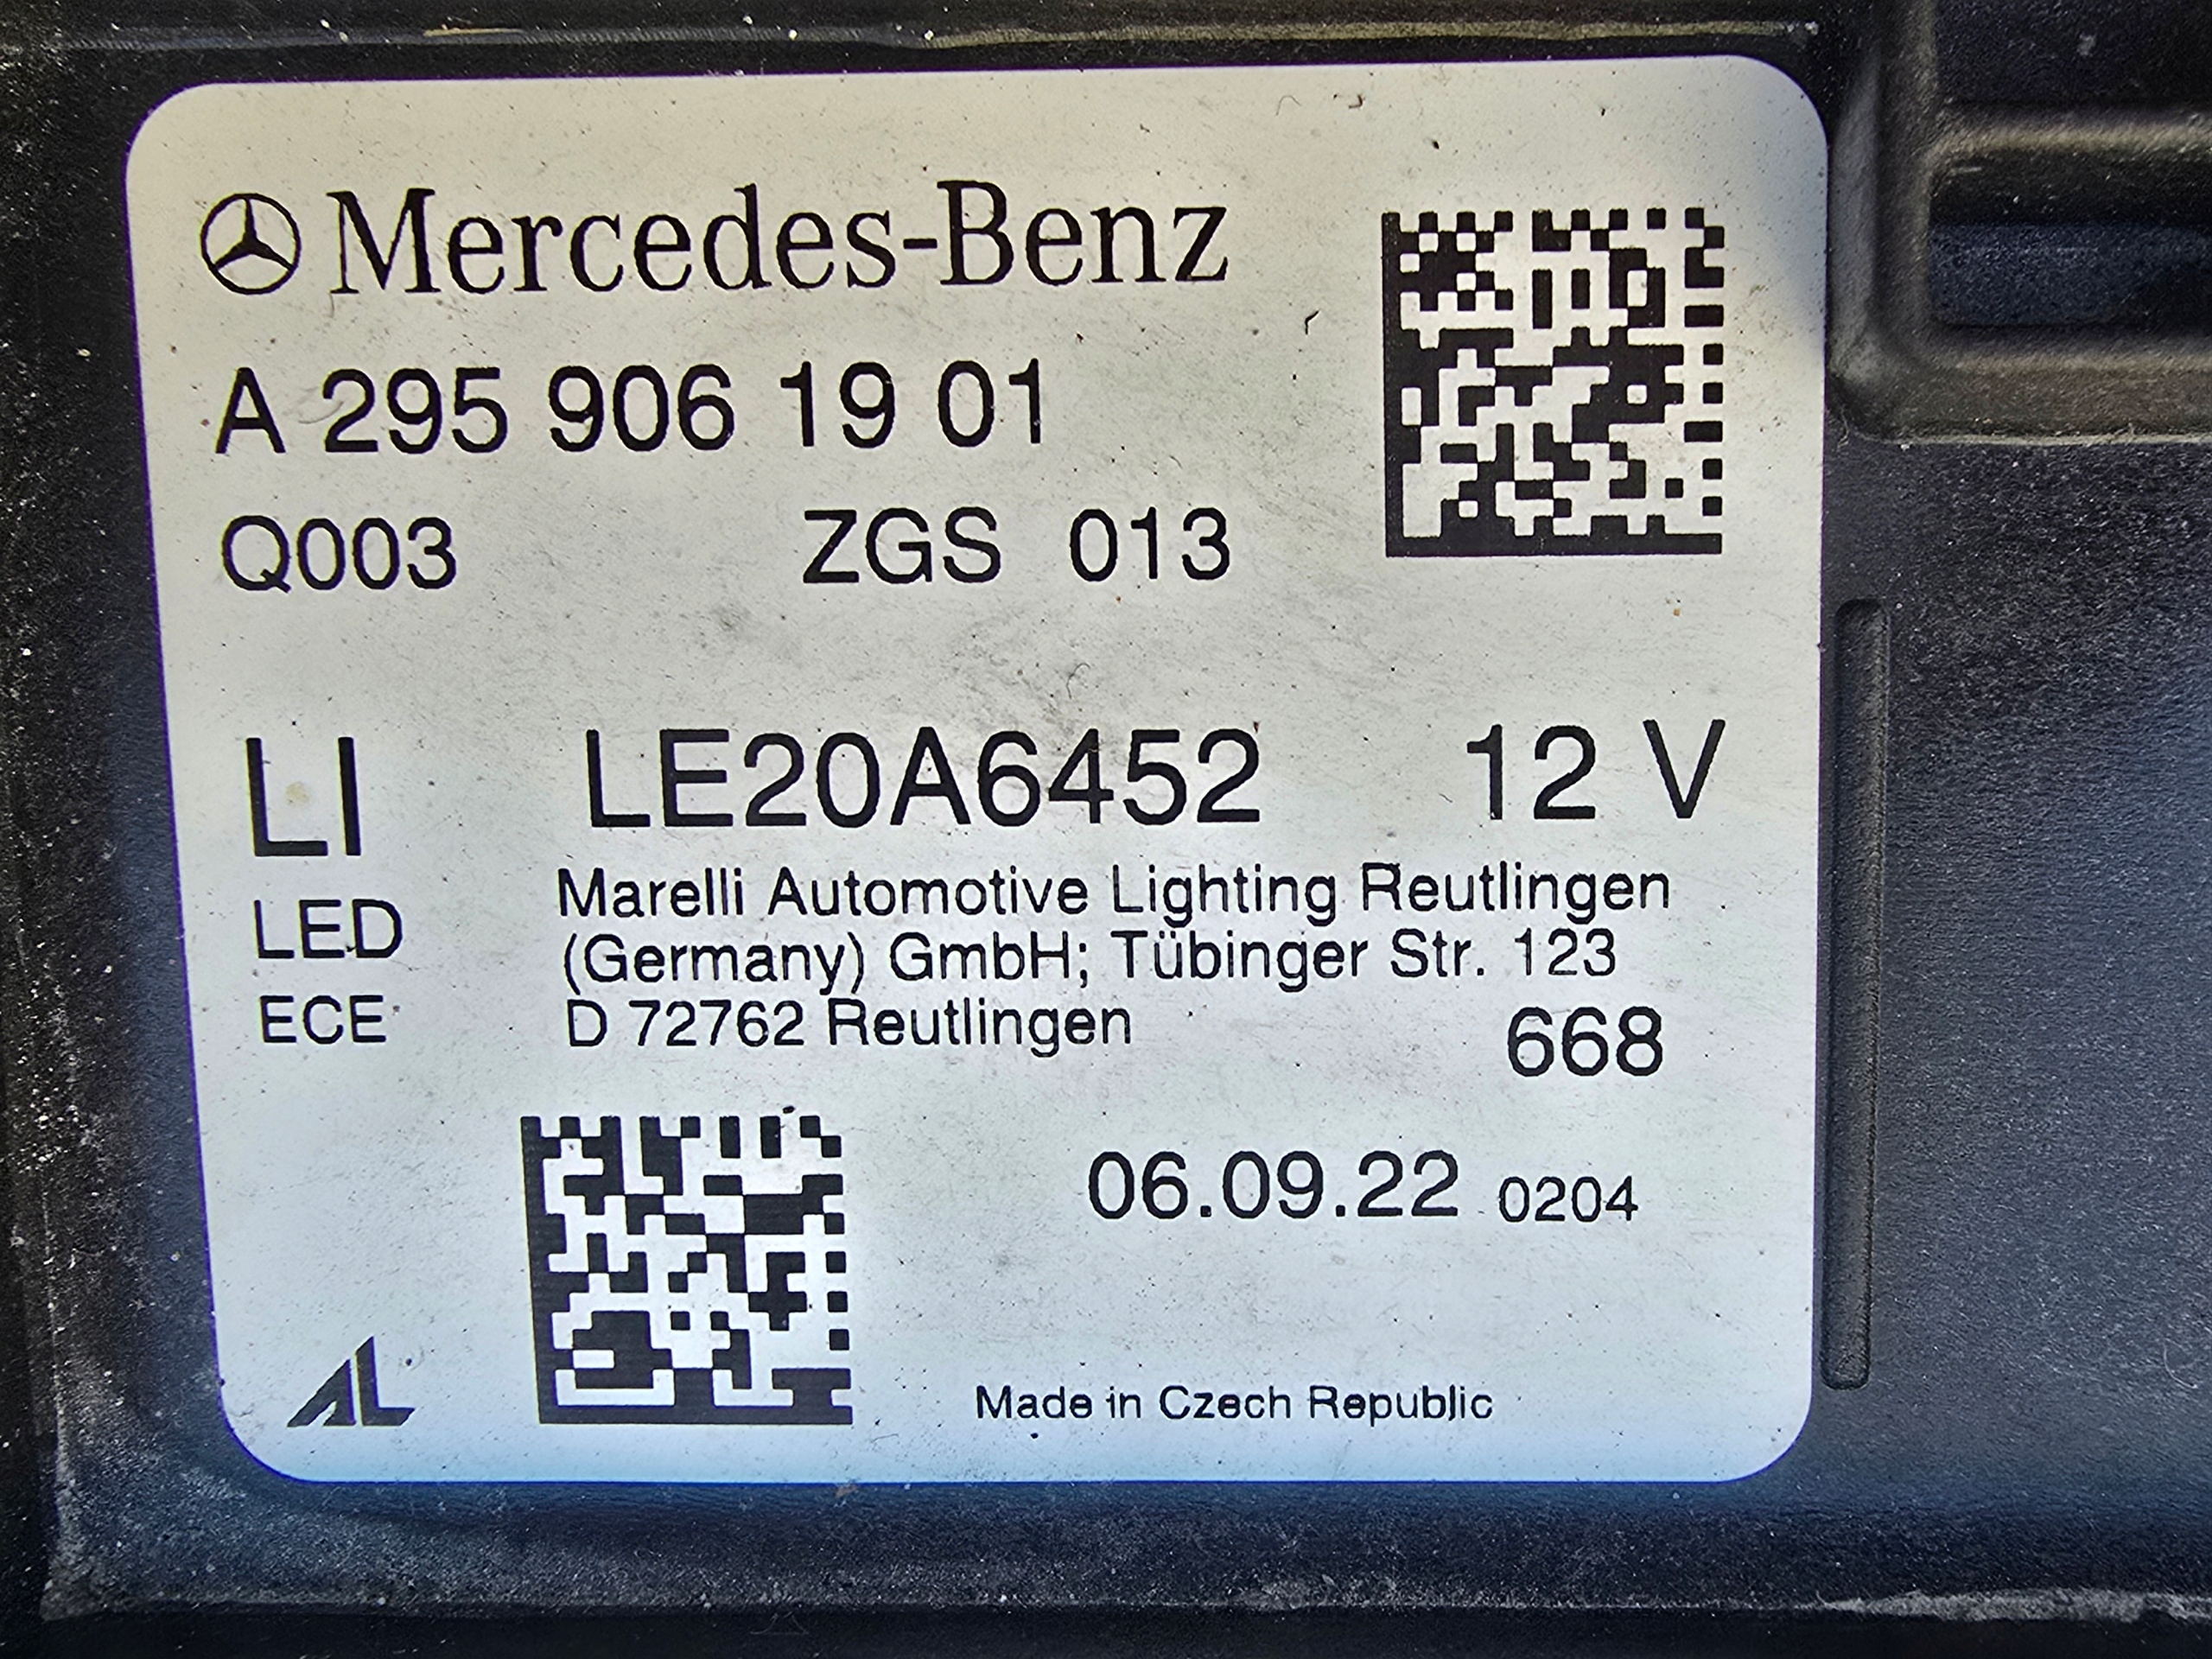 Mercedes-Benz
A 295 906 19 01
Q003 ZGS 013
LI LE20A6452 12 V
LED Marelli Automotive Lighting Reutlingen
(Germany) GmbH; Tübinger Str. 123
ECE D 72762 Reutlingen 668
06.09.22 0204
AL Made in Czech Republic